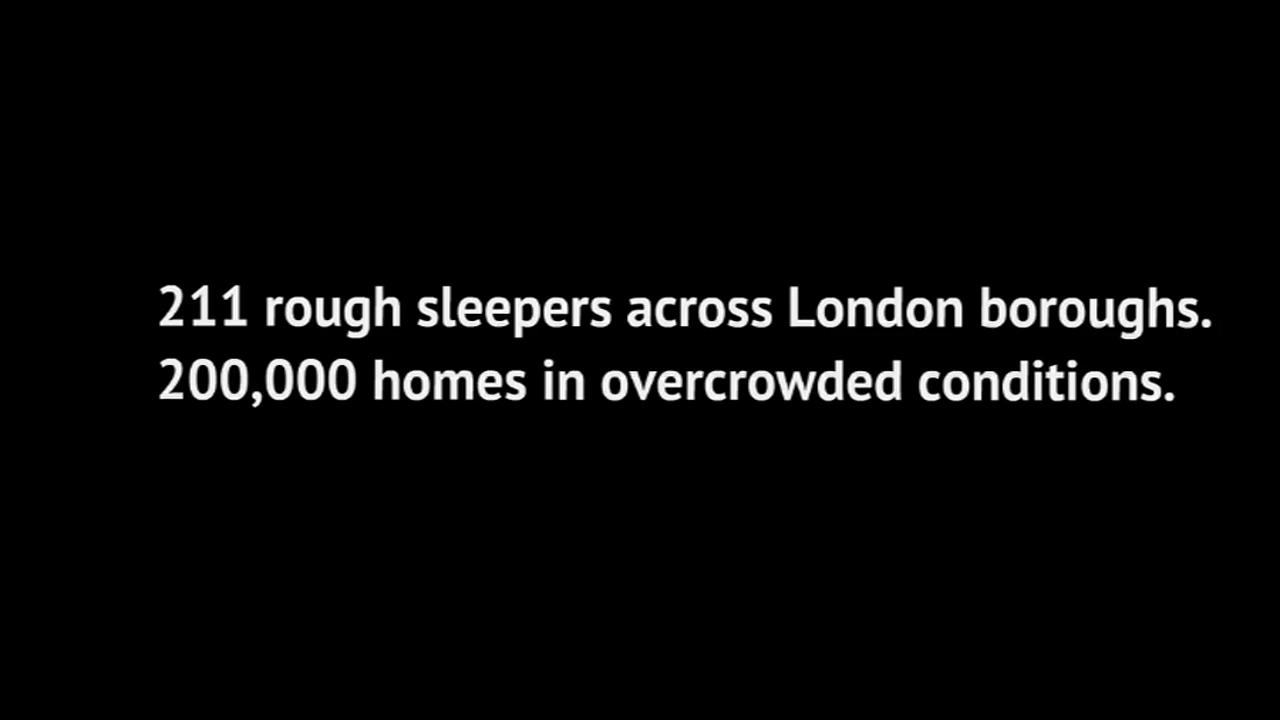 211 rough sleepers across London boroughs.
200,000 homes in overcrowded conditions.